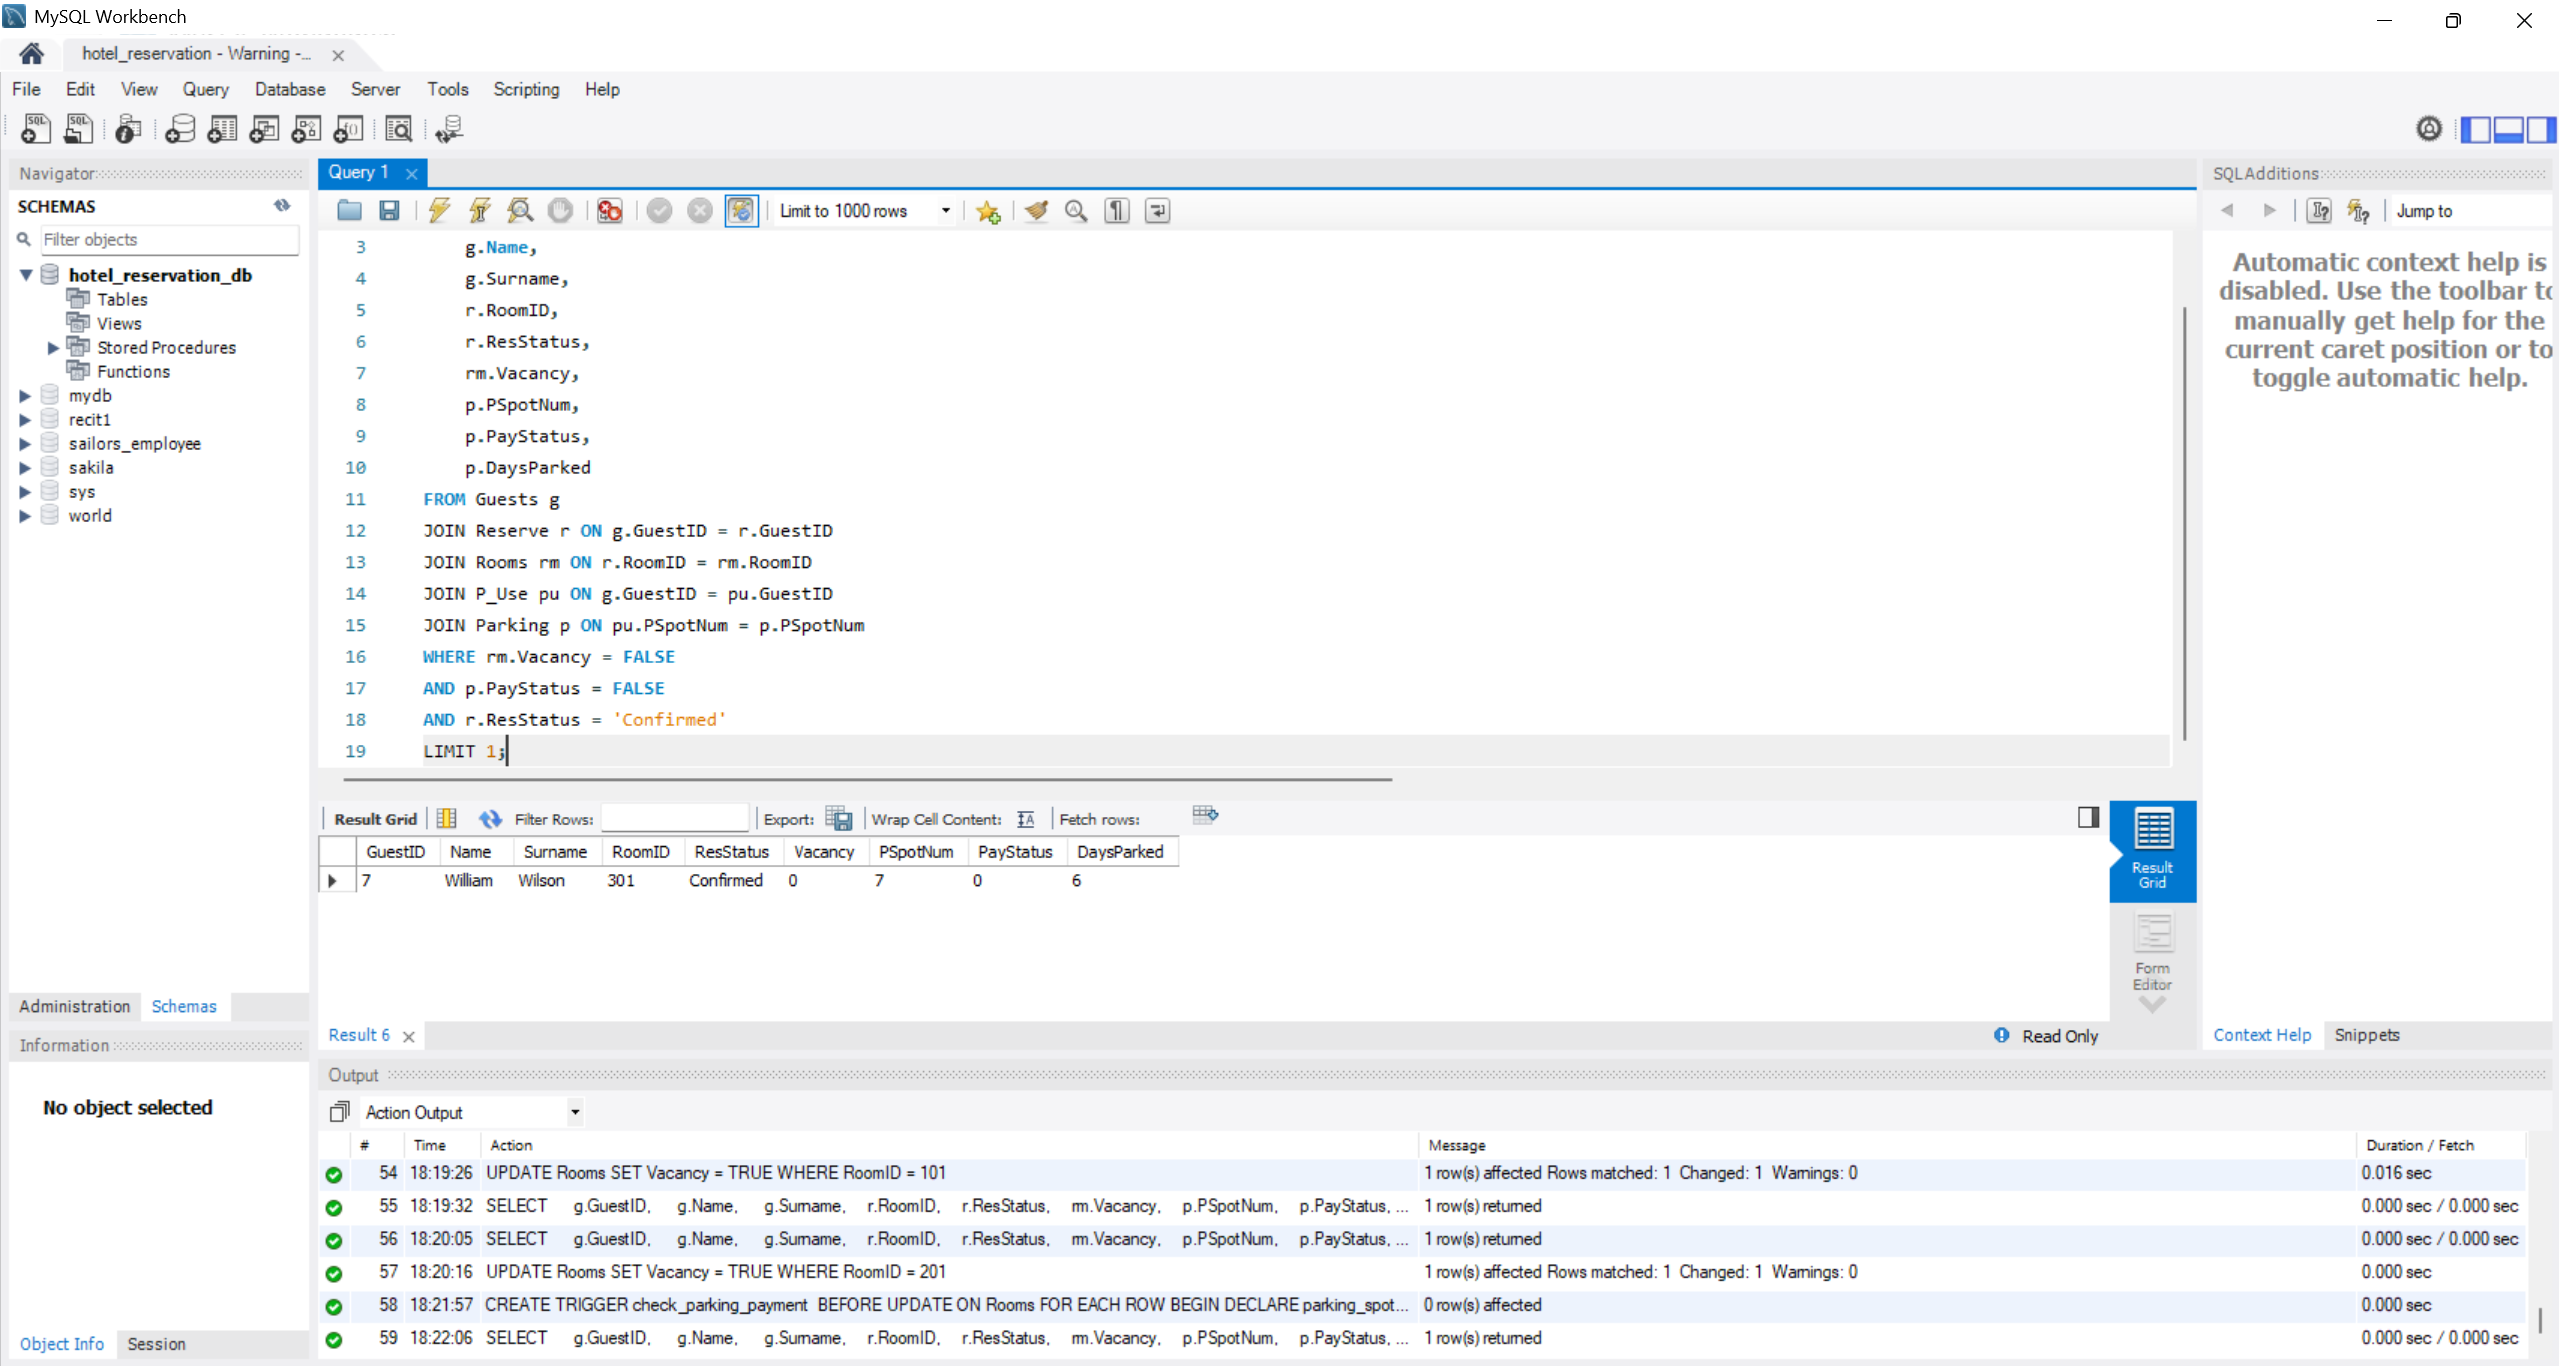 MySQL Workbench
hotel_reservation - Warning -...
File Edit View Query Database Server Tools Scripting Help
Navigator
SCHEMAS
Filter objects
hotel_reservation_db
Tables
Views
Stored Procedures
Functions
mydb
recit1
sailors_employee
sakila
sys
world
Administration Schemas
Information
No object selected
Object Info Session
Query 1
Limit to 1000 rows
3 g.Name,
4 g.Surname,
5 r.RoomID,
6 r.ResStatus,
7 rm.Vacancy,
8 p.PSpotNum,
9 p.PayStatus,
10 p.DaysParked
11 FROM Guests g
12 JOIN Reserve r ON g.GuestID = r.GuestID
13 JOIN Rooms rm ON r.RoomID = rm.RoomID
14 JOIN P_Use pu ON g.GuestID = pu.GuestID
15 JOIN Parking p ON pu.PSpotNum = p.PSpotNum
16 WHERE rm.Vacancy = FALSE
17 AND p.PayStatus = FALSE
18 AND r.ResStatus = 'Confirmed'
19 LIMIT 1;
Result Grid Filter Rows: Export: Wrap Cell Content: Fetch rows:
GuestID Name Surname RoomID ResStatus Vacancy PSpotNum PayStatus DaysParked
7 William Wilson 301 Confirmed 0 7 0 6
Result
Grid
Form
Editor
Result 6
Read Only
SQLAdditions
Jump to
Automatic context help is
disabled. Use the toolbar to
manually get help for the
current caret position or to
toggle automatic help.
Context Help Snippets
Output
Action Output
# Time Action Message Duration / Fetch
54 18:19:26 UPDATE Rooms SET Vacancy = TRUE WHERE RoomID = 101 1 row(s) affected Rows matched: 1 Changed: 1 Warnings: 0 0.016 sec
55 18:19:32 SELECT g.GuestID, g.Name, g.Surname, r.RoomID, r.ResStatus, rm.Vacancy, p.PSpotNum, p.PayStatus, ... 1 row(s) returned 0.000 sec / 0.000 sec
56 18:20:05 SELECT g.GuestID, g.Name, g.Surname, r.RoomID, r.ResStatus, rm.Vacancy, p.PSpotNum, p.PayStatus, ... 1 row(s) returned 0.000 sec / 0.000 sec
57 18:20:16 UPDATE Rooms SET Vacancy = TRUE WHERE RoomID = 201 1 row(s) affected Rows matched: 1 Changed: 1 Warnings: 0 0.000 sec
58 18:21:57 CREATE TRIGGER check_parking_payment BEFORE UPDATE ON Rooms FOR EACH ROW BEGIN DECLARE parking_spot... 0 row(s) affected 0.000 sec
59 18:22:06 SELECT g.GuestID, g.Name, g.Surname, r.RoomID, r.ResStatus, rm.Vacancy, p.PSpotNum, p.PayStatus, ... 1 row(s) returned 0.000 sec / 0.000 sec